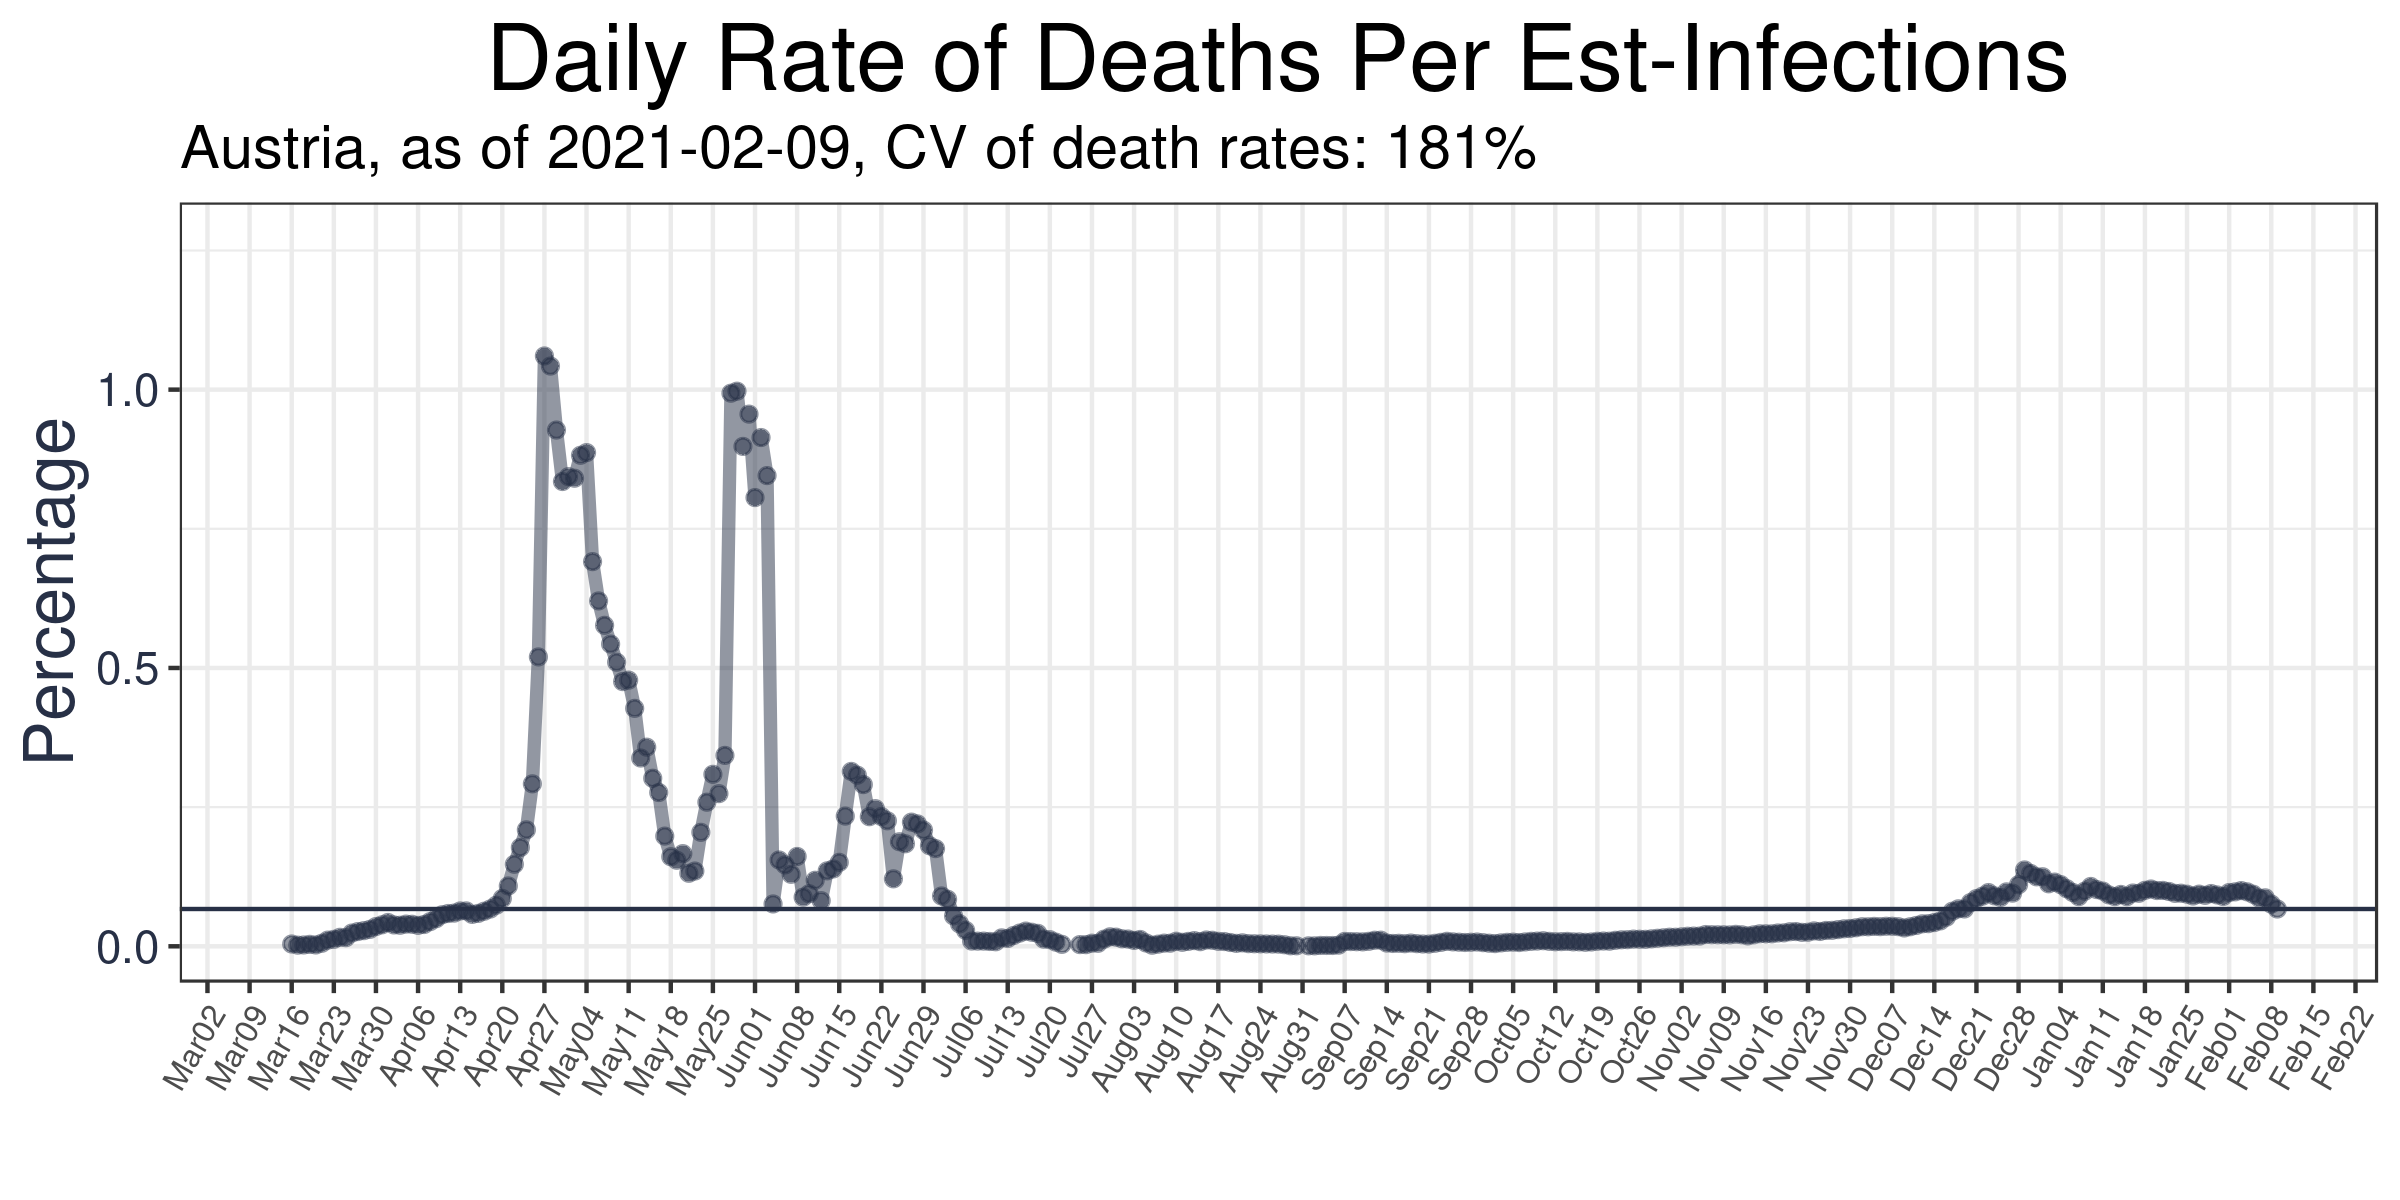 Daily Rate of Deaths Per Est-Infections
Austria, as of 2021-02-09, CV of death rates: 181%
Percentage
1.0
0.5
0.0
Mar02
Mar09
Mar16
Mar23
Mar30
Apr06
Apr13
Apr20
Apr27
May04
May11
May18
May25
Jun01
Jun08
Jun15
Jun22
Jun29
Jul06
Jul13
Jul20
Jul27
Aug03
Aug10
Aug17
Aug24
Aug31
Sep07
Sep14
Sep21
Sep28
Oct05
Oct12
Oct19
Oct26
Nov02
Nov09
Nov16
Nov23
Nov30
Dec07
Dec14
Dec21
Dec28
Jan04
Jan11
Jan18
Jan25
Feb01
Feb08
Feb15
Feb22